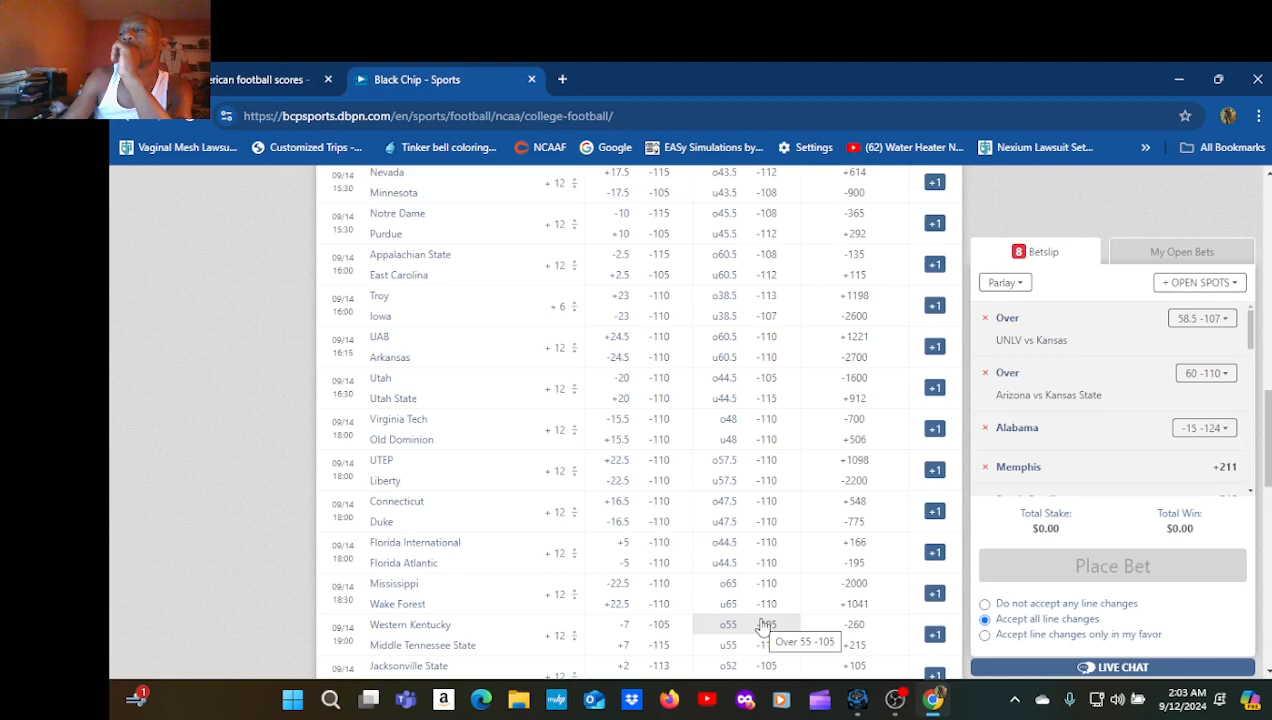 erican football scores - × Black Chip - Sports × +
https://bcpsports.dbpn.com/en/sports/football/ncaa/college-football/
Vaginal Mesh Lawsu... Customized Trips -... Tinker bell coloring... NCAAF Google EASy Simulations by... Settings (62) Water Heater N... Nexium Lawsuit Set... » All Bookmarks
09/14 Nevada +17.5 -115 o43.5 -112 +614
15:30 + 12 +1
Minnesota -17.5 -108 u43.5 -108 -900
09/14 Notre Dame -10 -115 o45.5 -108 -365
15:30 + 12 +1
Purdue +10 -105 u45.5 -112 +292
09/14 Appalachian State -2.5 -115 o60.5 -108 -135
16:00 + 12 +1
East Carolina +2.5 -105 u60.5 -112 +115
09/14 Troy +23 -110 o38.5 -113 +1198
16:00 + 6 +1
Iowa -23 -110 u38.5 -107 -2600
09/14 UAB +24.5 -110 o60.5 -110 +1221
16:15 + 12 +1
Arkansas -24.5 -110 u60.5 -110 -2700
09/14 Utah -20 -110 o44.5 -105 -1600
16:30 + 12 +1
Utah State +20 -110 u44.5 -115 +912
09/14 Virginia Tech -15.5 -110 o48 -110 -700
18:00 + 12 +1
Old Dominion +15.5 -110 u48 -110 +506
09/14 UTEP +22.5 -110 o57.5 -110 +1098
18:00 + 12 +1
Liberty -22.5 -110 u57.5 -110 -2200
09/14 Connecticut +16.5 -110 o47.5 -110 +548
18:00 + 12 +1
Duke -16.5 -110 u47.5 -110 -775
09/14 Florida International +5 -110 o44.5 -110 +166
18:00 + 12 +1
Florida Atlantic -5 -110 u44.5 -110 -195
09/14 Mississippi -22.5 -110 o65 -110 -2000
18:30 + 12 +1
Wake Forest +22.5 -110 u65 -110 +1041
09/14 Western Kentucky -7 -105 o55 -260
19:00 + 12 +1
Over 55 -105
Middle Tennessee State +7 -115 u55 +215
Jacksonville State +2 -113 o52 -105 +105
8 Betslip My Open Bets
Parlay + OPEN SPOTS
× Over 58.5 -107
UNLV vs Kansas
× Over 60 -110
Arizona vs Kansas State
× Alabama -15 -124
× Memphis +211
Total Stake: Total Win:
$0.00 $0.00
Place Bet
Do not accept any line changes
Accept all line changes
Accept line changes only in my favor
LIVE CHAT
1 2:03 AM
9/12/2024